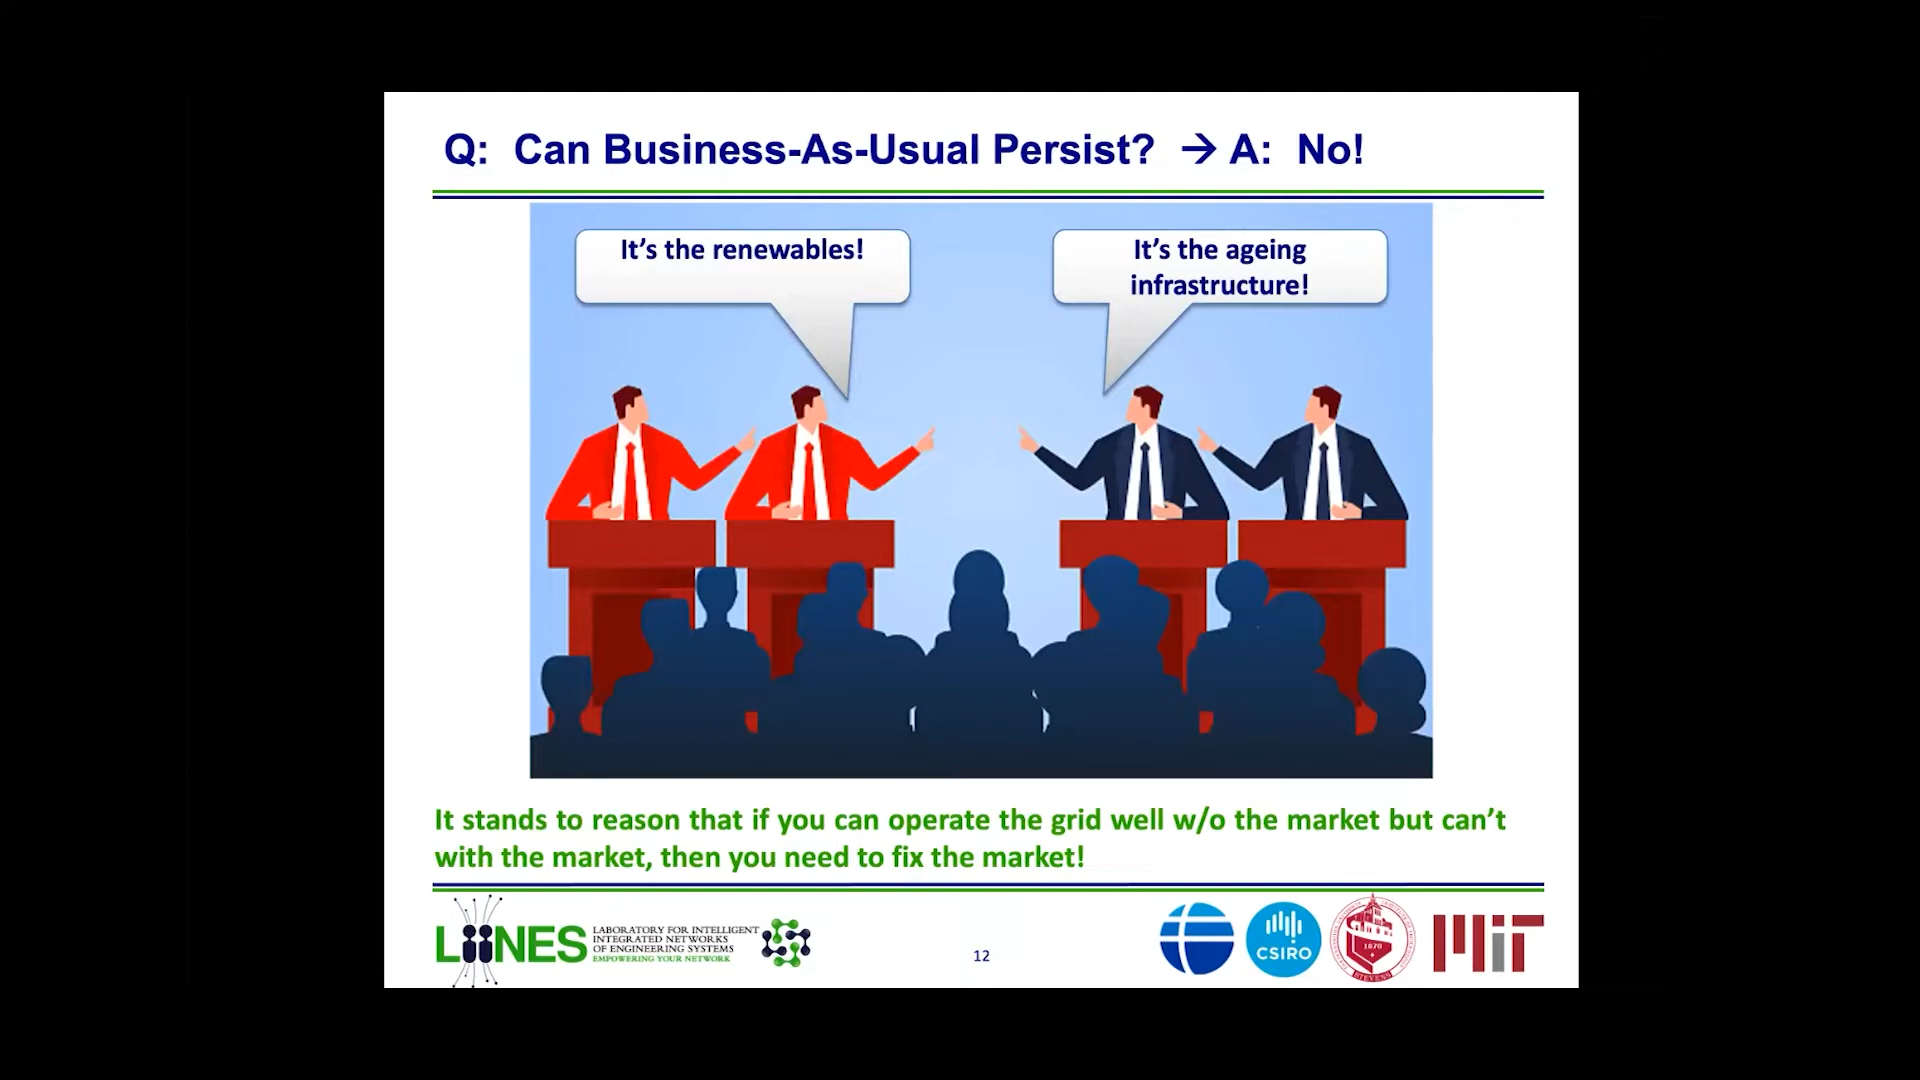 Q: Can Business-As-Usual Persist? → A: No!
It's the renewables!
It's the ageing
infrastructure!
It stands to reason that if you can operate the grid well w/o the market but can't
with the market, then you need to fix the market!
LIINES
LABORATORY FOR INTELLIGENT
INTEGRATED NETWORKS
OF ENGINEERING SYSTEMS
EMPOWERING YOUR NETWORK
12
CSIRO
1870
STEVENS
MIT